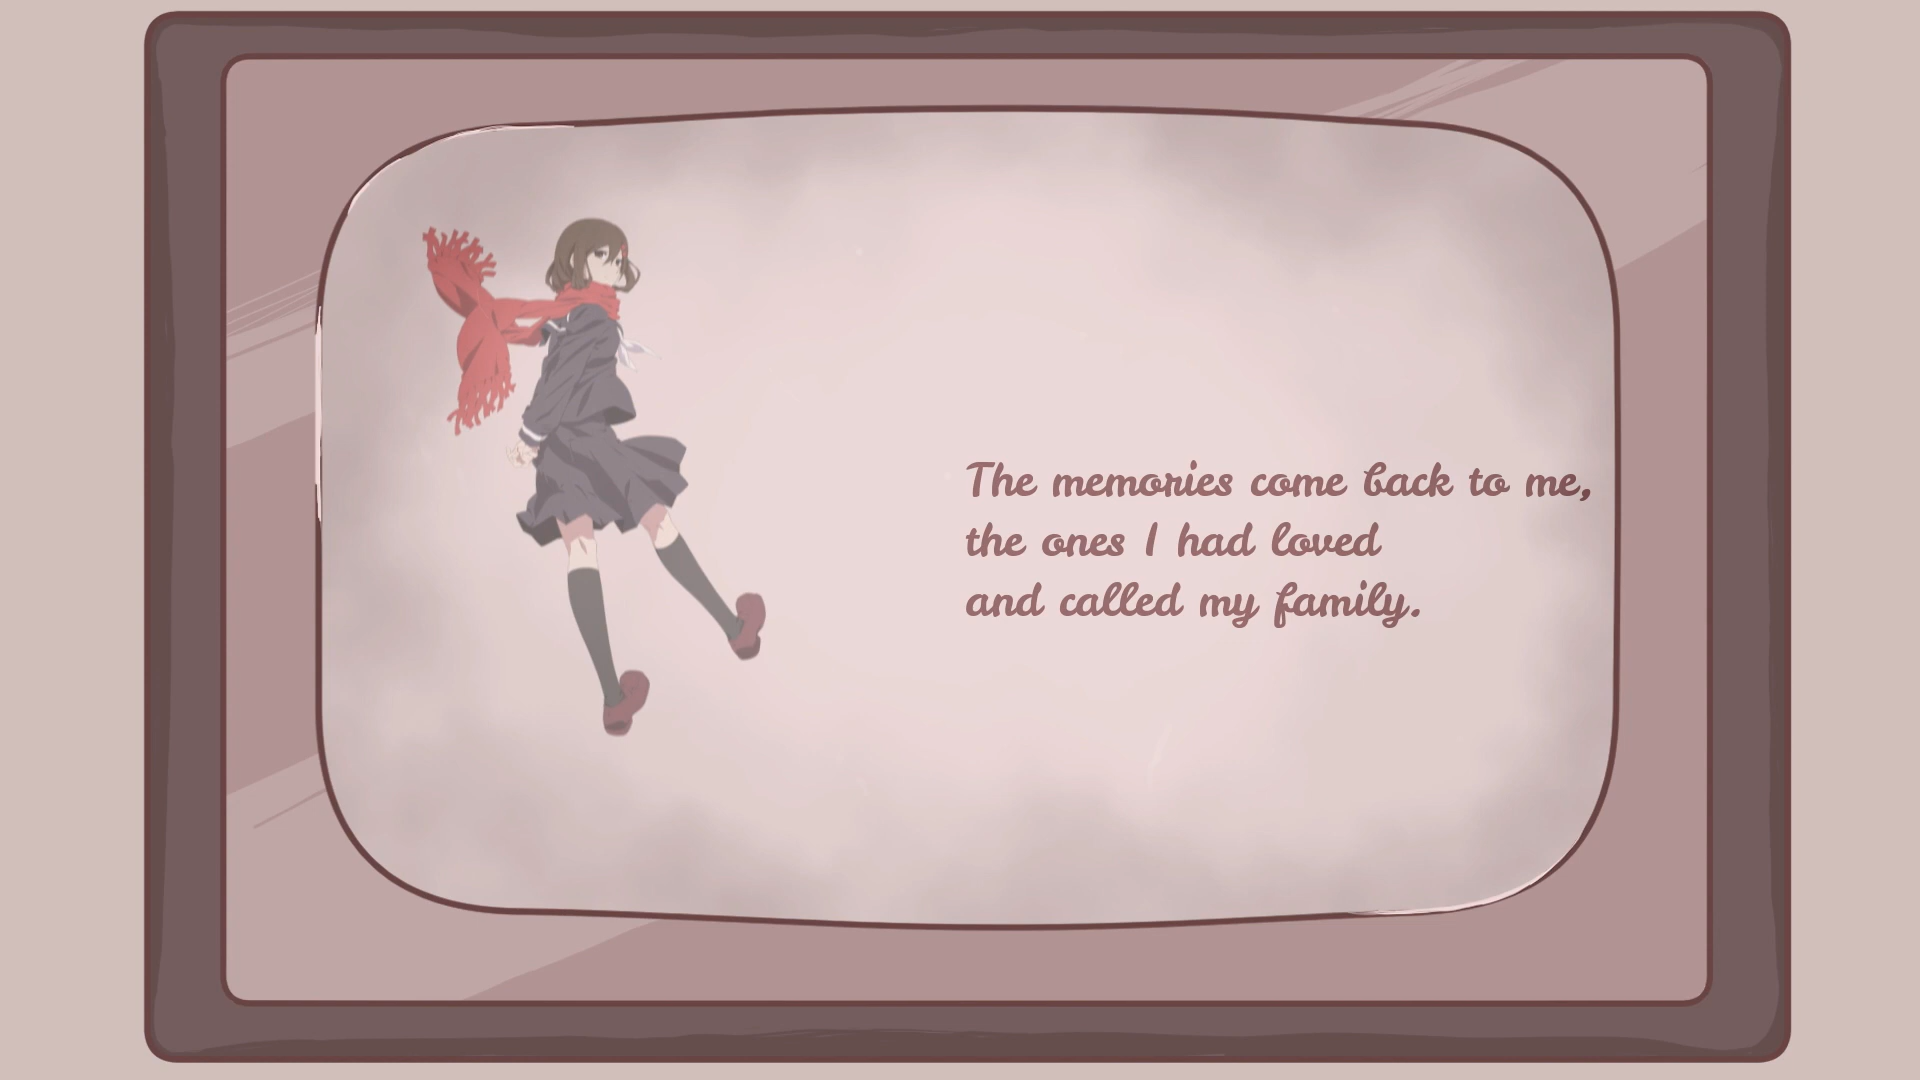 The memories come back to me,
the ones I had loved
and called my family.